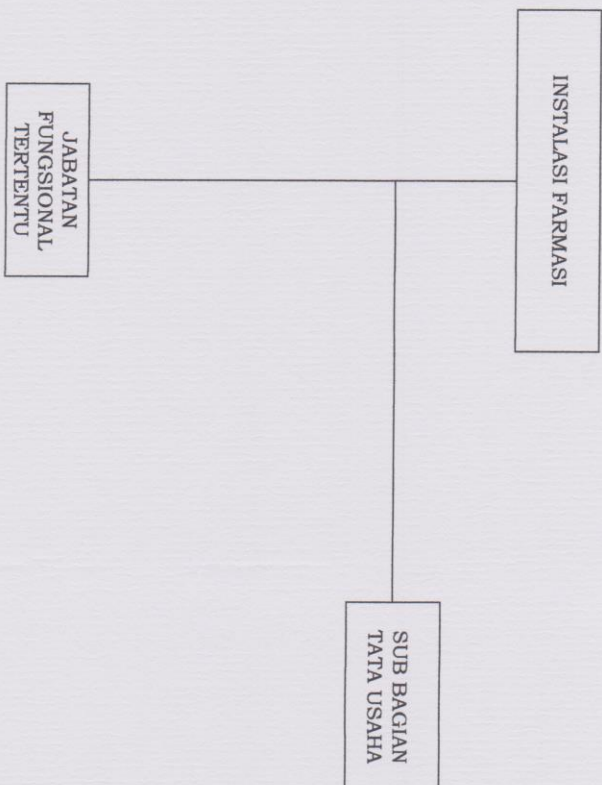 INSTALASI FARMASI
SUB BAGIAN
TATA USAHA
JABATAN
FUNGSIONAL
TERTENTU